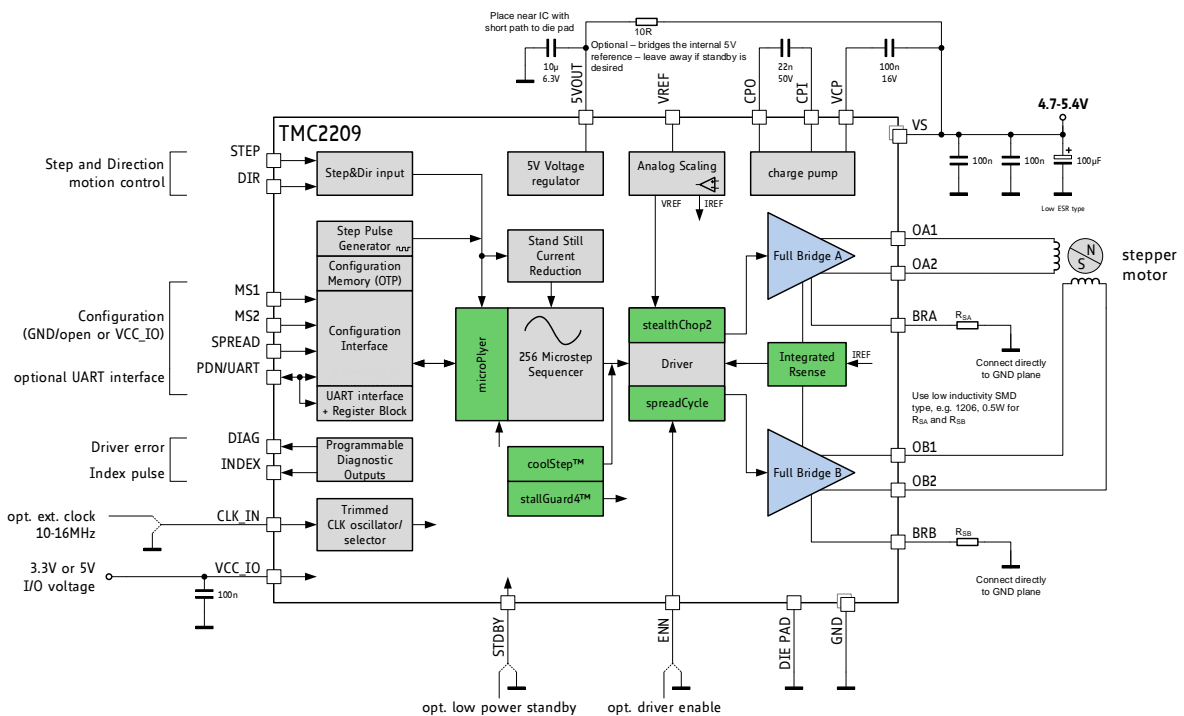 Place near IC with
short path to die pad
10R
Optional – bridges the internal 5V
reference – leave away if standby is
desired
10µ
6.3V
22n
50V
100n
16V
5VOUT
VREF
CPO
CPI
VCP
4.7-5.4V
VS
TMC2209
100n
100n
100µF
+
Low ESR type
Step and Direction
motion control
STEP
DIR
Step&Dir input
5V Voltage
regulator
Analog Scaling
VREF
IREF
charge pump
Step Pulse
Generator
Configuration
Memory (OTP)
Stand Still
Current
Reduction
Full Bridge A
OA1
OA2
N
S
stepper
motor
Configuration
(GND/open or VCC_IO)
optional UART interface
MS1
MS2
SPREAD
PDN/UART
Configuration
Interface
UART interface
+ Register Block
microPlyer
256 Microstep
Sequencer
stealthChop2
Driver
spreadCycle
Integrated
Rsense
IREF
BRA
RSA
Connect directly
to GND plane
Use low inductivity SMD
type, e.g. 1206, 0.5W for
RSA and RSB
Driver error
Index pulse
DIAG
INDEX
Programmable
Diagnostic
Outputs
coolStep™
stallGuard4™
Full Bridge B
OB1
OB2
opt. ext. clock
10-16MHz
CLK_IN
Trimmed
CLK oscillator/
selector
BRB
RSB
Connect directly
to GND plane
3.3V or 5V
I/O voltage
VCC_IO
100n
STDBY
ENN
DIE PAD
GND
opt. low power standby
opt. driver enable